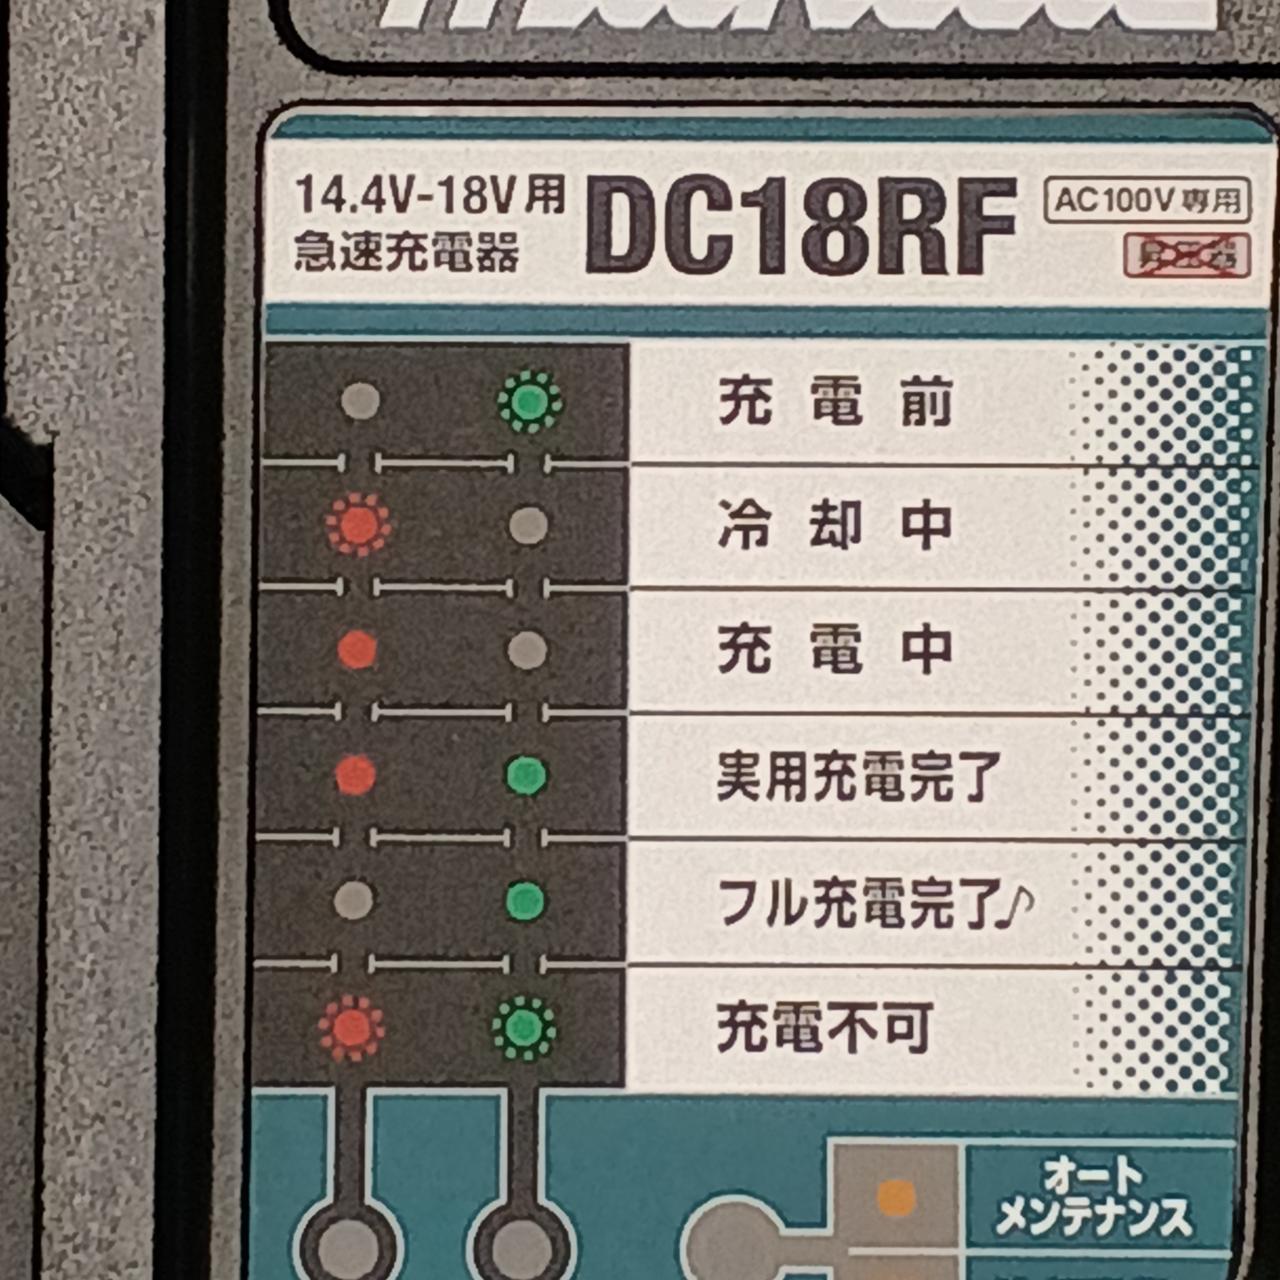 14.4V-18V用
急速充電器
DC18RF
AC100V専用
充電前
冷却中
充電中
実用充電完了
フル充電完了♪
充電不可
オート
メンテナンス